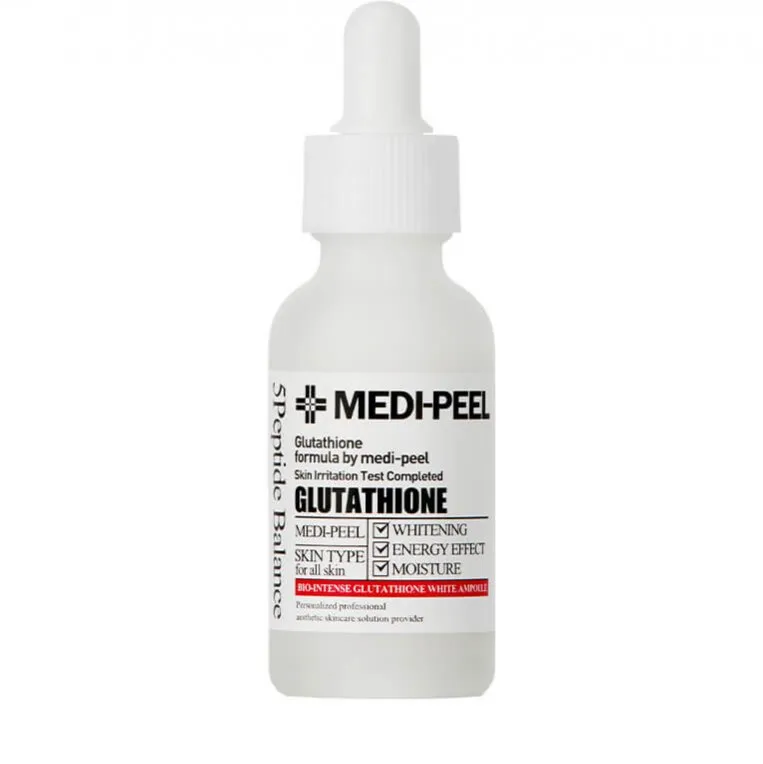 MEDI-PEEL
Glutathione
formula by medi-peel
Skin Irritation Test Completed
GLUTATHIONE
MEDI-PEEL
SKIN TYPE
for all skin
WHITENING
ENERGY EFFECT
MOISTURE
BIO-INTENSE GLUTATHIONE WHITE AMPOULE
Personalized professional
aesthetic skincare solution provider
5Peptide Balance